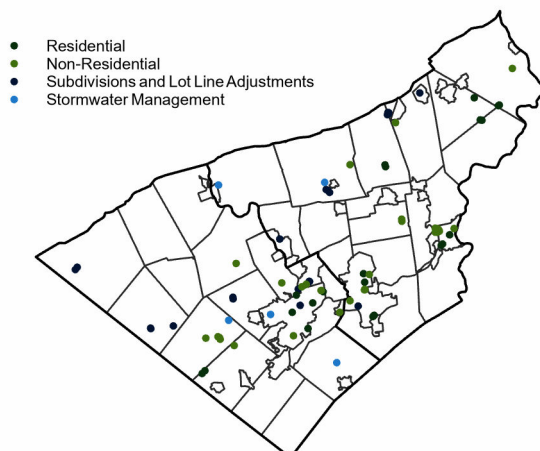 Residential
Non-Residential
Subdivisions and Lot Line Adjustments
Stormwater Management